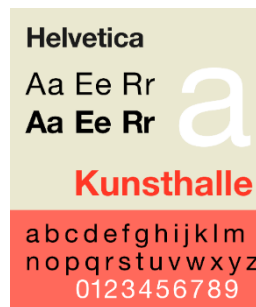 Helvetica
Aa Ee Rr
Aa Ee Rr
a
Kunsthalle
abcdefghijklm
nopqrstuvwxyz
0123456789